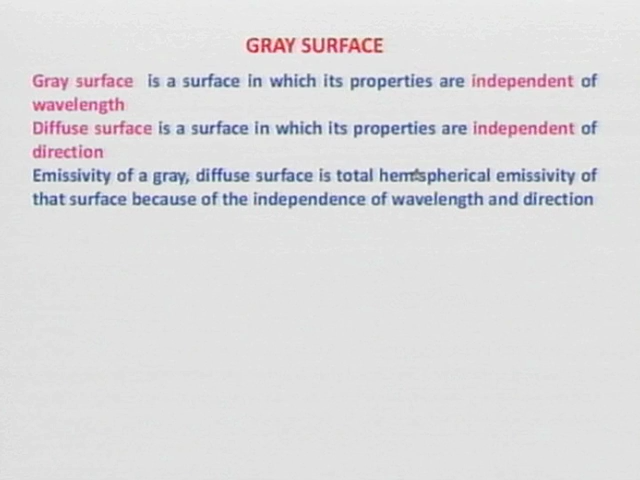 GRAY SURFACE
Gray surface is a surface in which its properties are independent of
wavelength
Diffuse surface is a surface in which its properties are independent of
direction
Emissivity of a gray, diffuse surface is total hemispherical emissivity of
that surface because of the independence of wavelength and direction